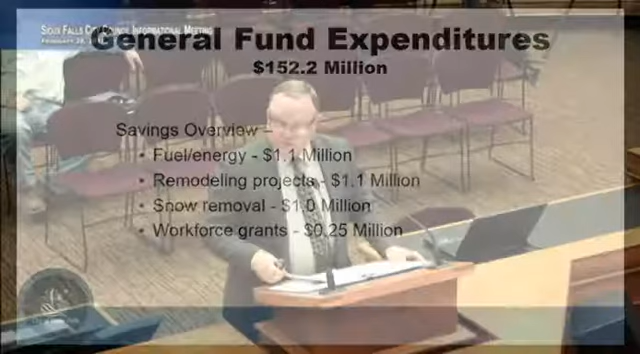 SIOUX FALLS CITY COUNCIL INFORMATIONAL MEETING
General Fund Expenditures
$152.2 Million
Savings Overview –
• Fuel/energy - $1.1 Million
• Remodeling projects - $1.1 Million
• Snow removal - $1.0 Million
• Workforce grants - $0.25 Million